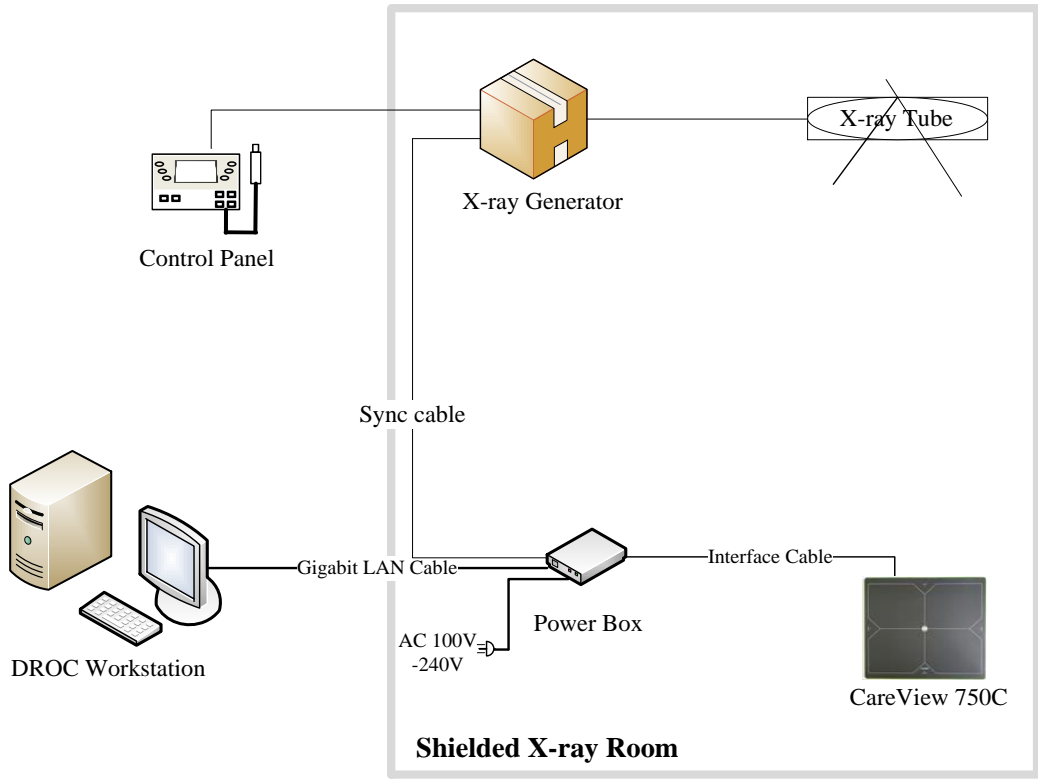 X-ray Tube
X-ray Generator
Control Panel
Sync cable
Gigabit LAN Cable
Interface Cable
Power Box
AC 100V
-240V
DROC Workstation
CareView 750C
Shielded X-ray Room